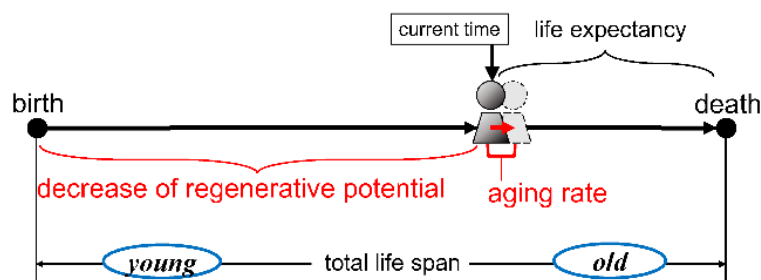 current time
life expectancy
birth
death
decrease of regenerative potential
aging rate
young
total life span
old